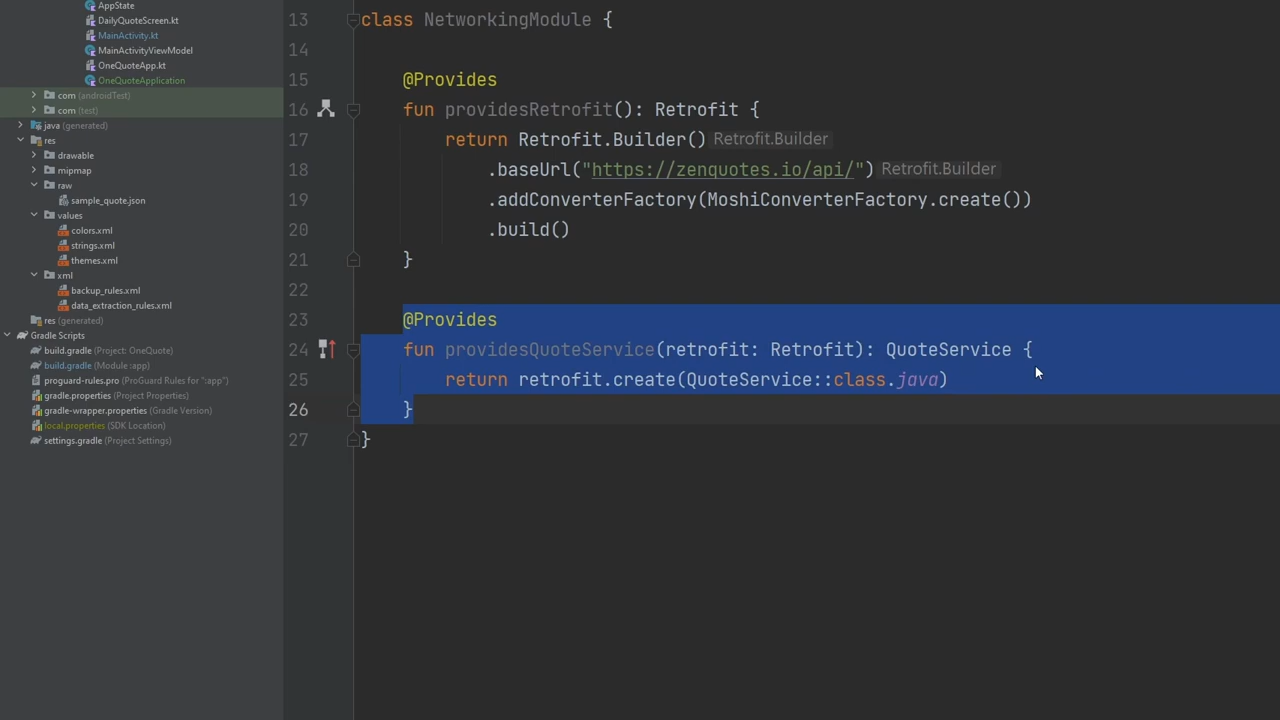 AppState
DailyQuoteScreen.kt
MainActivity.kt
MainActivityViewModel
OneQuoteApp.kt
OneQuoteApplication
com (androidTest)
com (test)
java (generated)
res
drawable
mipmap
raw
sample_quote.json
values
colors.xml
strings.xml
themes.xml
xml
backup_rules.xml
data_extraction_rules.xml
res (generated)
Gradle Scripts
build.gradle (Project: OneQuote)
build.gradle (Module :app)
proguard-rules.pro (ProGuard Rules for ":app")
gradle.properties (Project Properties)
gradle-wrapper.properties (Gradle Version)
local.properties (SDK Location)
settings.gradle (Project Settings)
13 class NetworkingModule {
14
15 @Provides
16 fun providesRetrofit(): Retrofit {
17 return Retrofit.Builder() Retrofit.Builder
18 .baseUrl("https://zenquotes.io/api/") Retrofit.Builder
19 .addConverterFactory(MoshiConverterFactory.create())
20 .build()
21 }
22
23 @Provides
24 fun providesQuoteService(retrofit: Retrofit): QuoteService {
25 return retrofit.create(QuoteService::class.java)
26 }
27 }